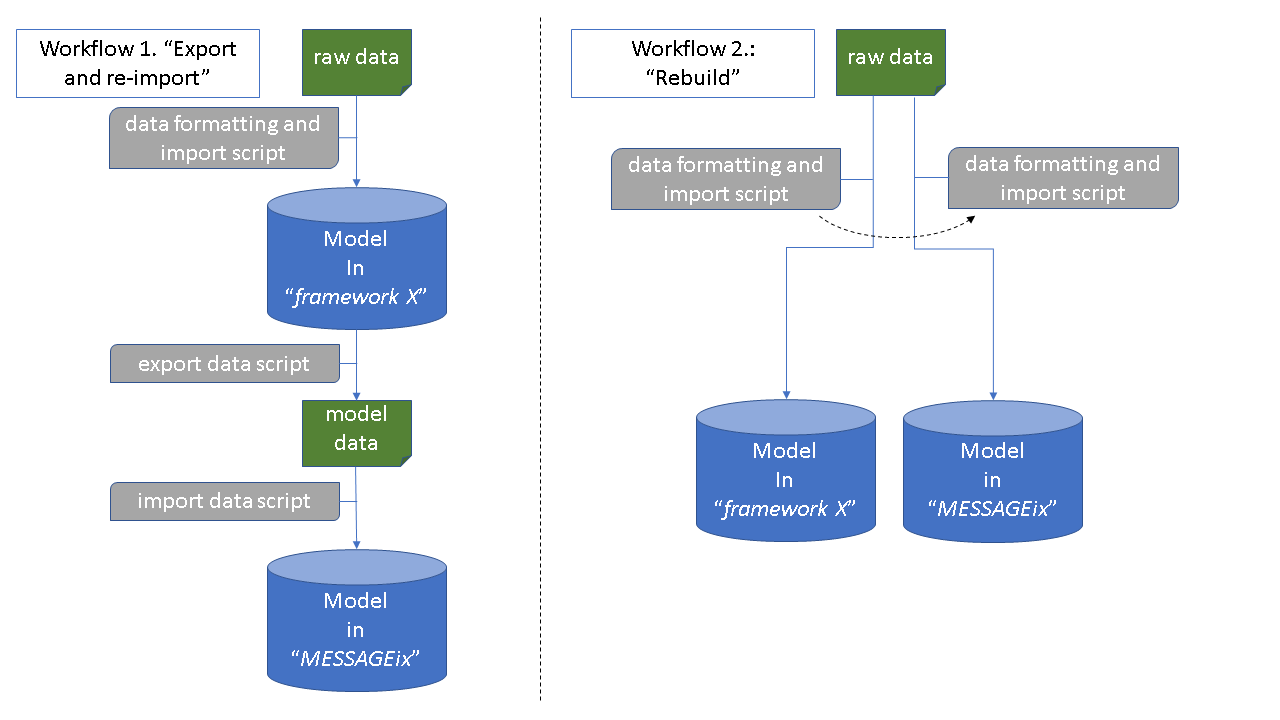 Workflow 1. “Export
and re-import”
raw data
data formatting and
import script
Model
In
“framework X”
export data script
model
data
import data script
Model
in
“MESSAGEix”
Workflow 2.:
“Rebuild”
raw data
data formatting and
import script
data formatting and
import script
Model
In
“framework X”
Model
in
“MESSAGEix”